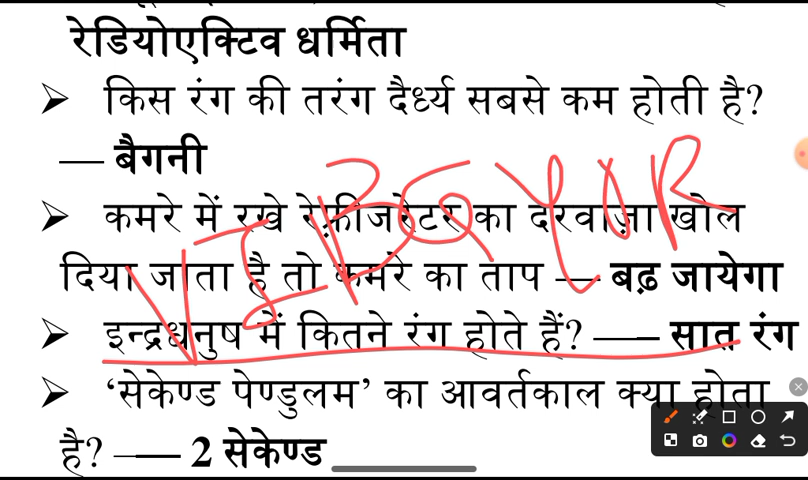 रेडियोएक्टिव धर्मिता
➢ किस रंग की तरंग दैर्ध्य सबसे कम होती है?
— बैगनी
➢ कमरे में रखे रेफ़्रीजरेटर का दरवाज़ा खोल
दिया जाता है तो कमरे का ताप — बढ़ जायेगा
VIBGYOR
➢ इन्द्रधनुष में कितने रंग होते हैं? — सात रंग
➢ ‘सेकेण्ड पेण्डुलम’ का आवर्तकाल क्या होता
है? — 2 सेकेण्ड